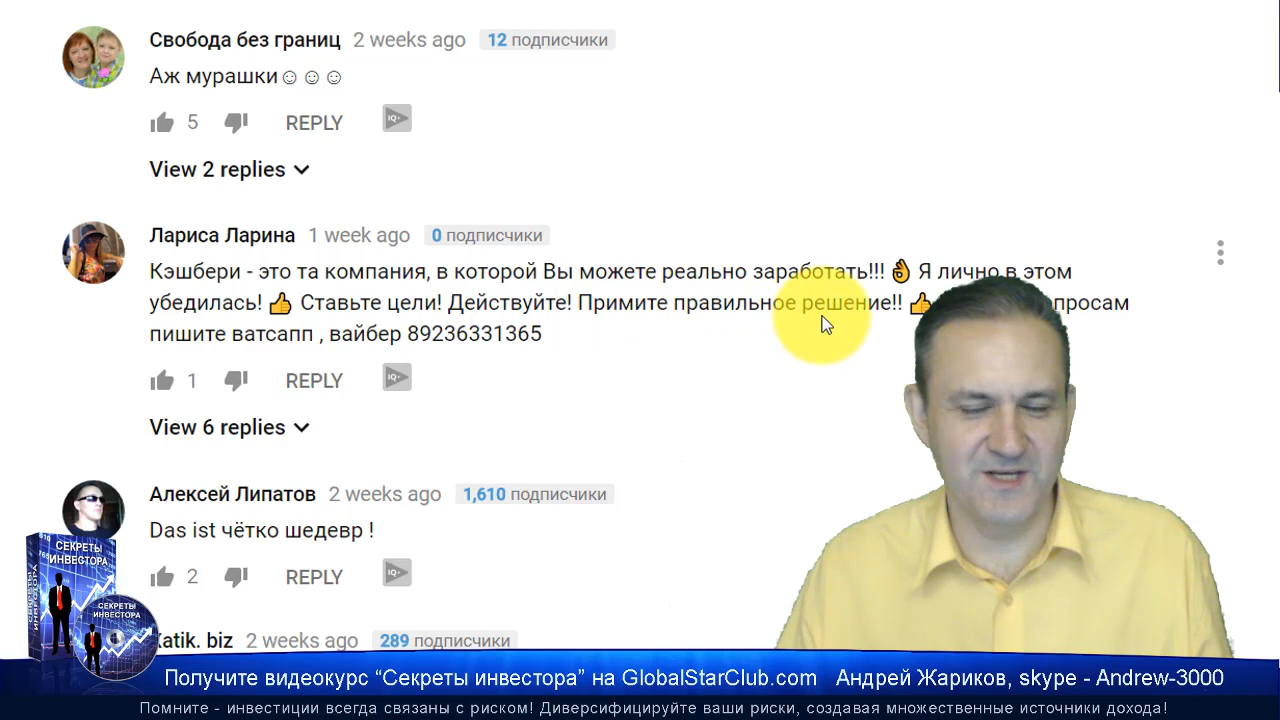 Свобода без границ 2 weeks ago 12 подписчики
Аж мурашки☺☺☺
5 REPLY IQ+
View 2 replies
Лариса Ларина 1 week ago 0 подписчики
Кэшбери - это та компания, в которой Вы можете реально заработать!!! 👌 Я лично в этом
убедилась! 👍 Ставьте цели! Действуйте! Примите правильное решение!! 👍
пишите ватсапп , вайбер 89236331365
1 REPLY IQ+
View 6 replies
Алексей Липатов 2 weeks ago 1,610 подписчики
Das ist чётко шедевр !
2 REPLY IQ+
Katik. biz 2 weeks ago 289 подписчики
СЕКРЕТЫ
ИНВЕСТОРА
СЕКРЕТЫ
ИНВЕСТОРА
Получите видеокурс “Секреты инвестора” на GlobalStarClub.com Андрей Жариков, skype - Andrew-3000
Помните - инвестиции всегда связаны с риском! Диверсифицируйте ваши риски, создавая множественные источники дохода!